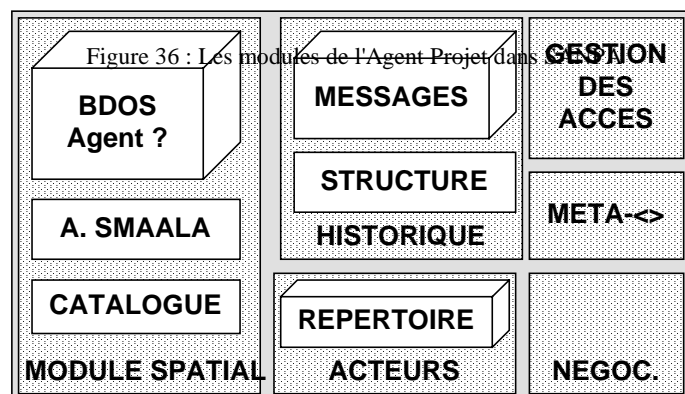 Figure 36 : Les modules de l'Agent Projet dans
GESTION
DES
ACCES
BDOS
Agent ?
MESSAGES
A. SMAALA
STRUCTURE
HISTORIQUE
META-<>
CATALOGUE
REPERTOIRE
MODULE SPATIAL
ACTEURS
NEGOC.